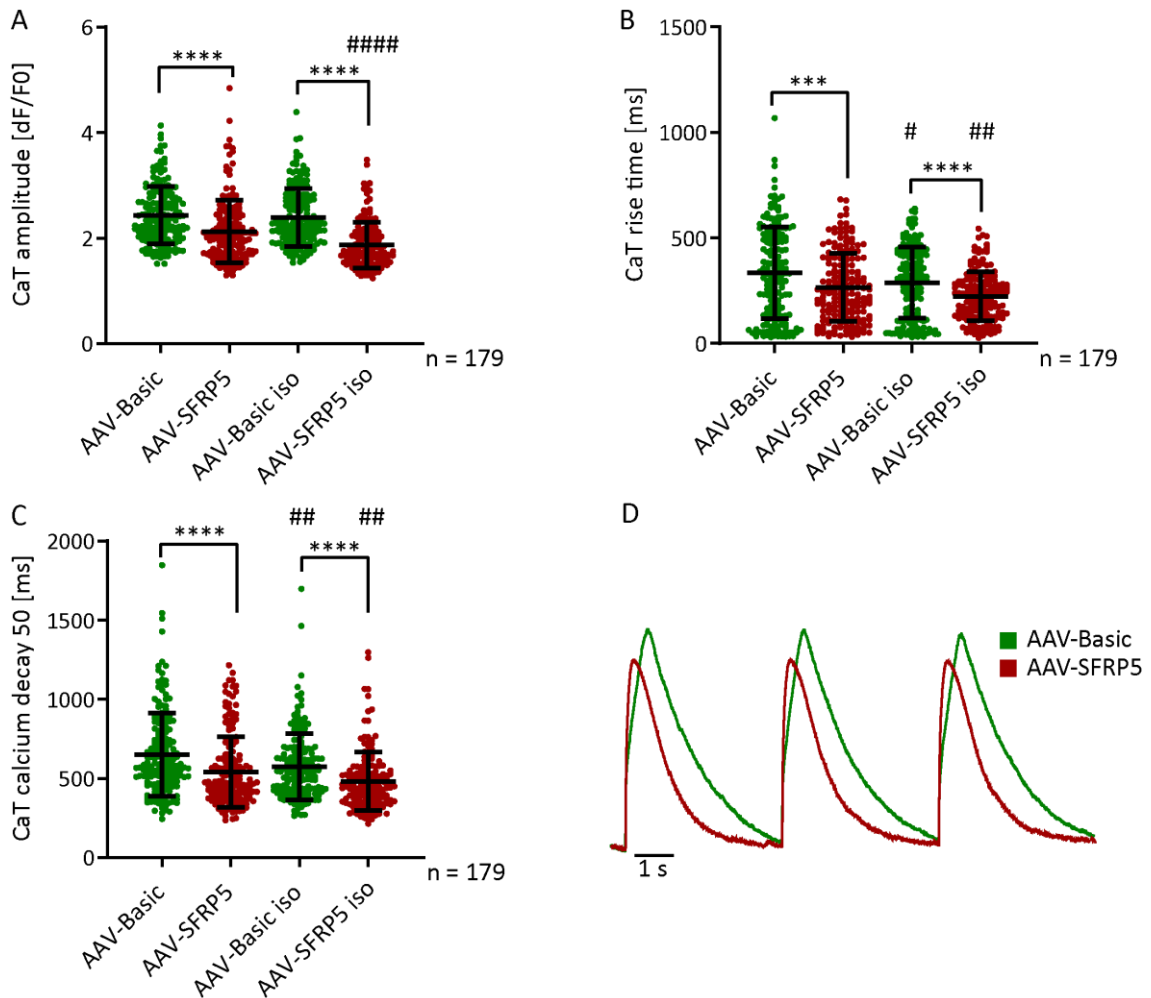 A
CaT amplitude [dF/F0]
6
4
2
0
****
****
####
n = 179
AAV-Basic
AAV-SFRP5
AAV-Basic iso
AAV-SFRP5 iso
B
CaT rise time [ms]
1500
1000
500
0
***
#
##
****
n = 179
AAV-Basic
AAV-SFRP5
AAV-Basic iso
AAV-SFRP5 iso
C
CaT calcium decay 50 [ms]
2000
1500
1000
500
0
****
##
##
****
n = 179
AAV-Basic
AAV-SFRP5
AAV-Basic iso
AAV-SFRP5 iso
D
AAV-Basic
AAV-SFRP5
1 s